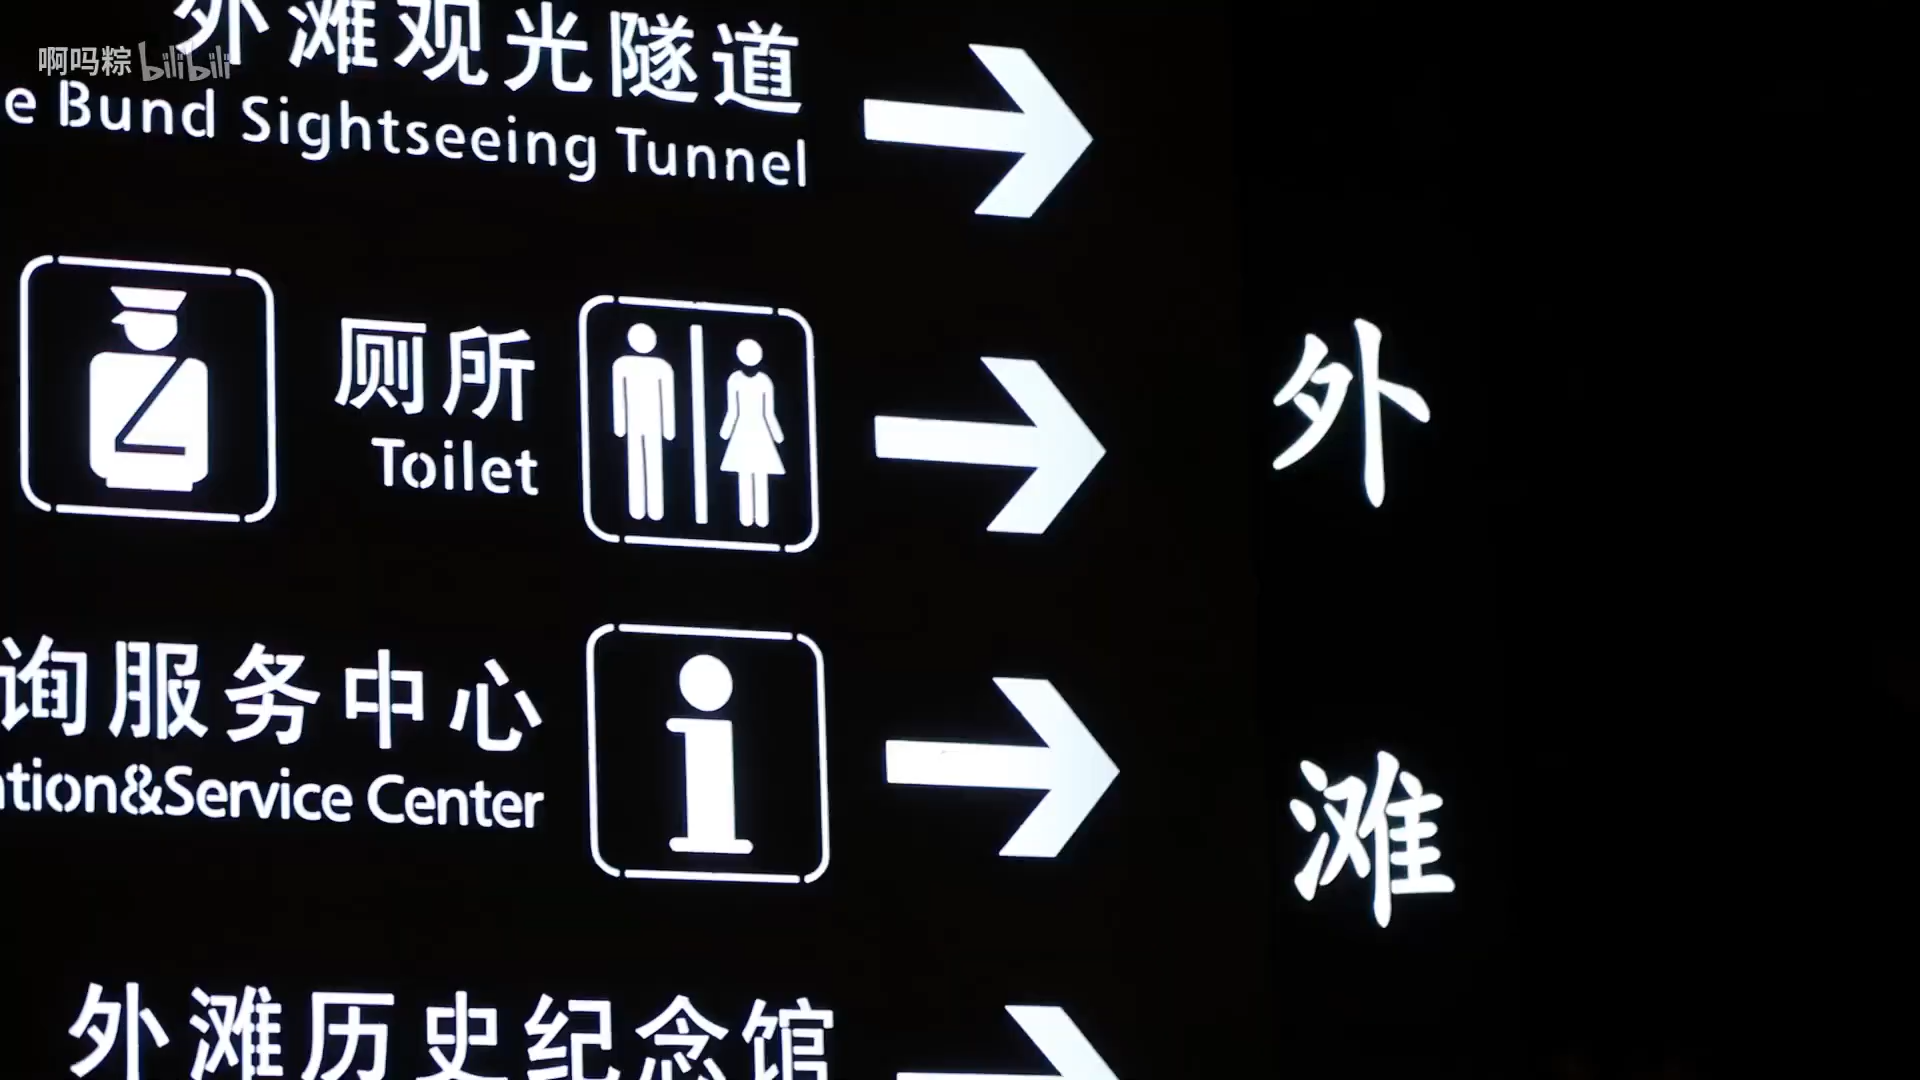 啊吗粽 bilibili
外滩观光隧道
e Bund Sightseeing Tunnel
厕所
Toilet
询服务中心
ation&Service Center
外滩历史纪念馆
外滩